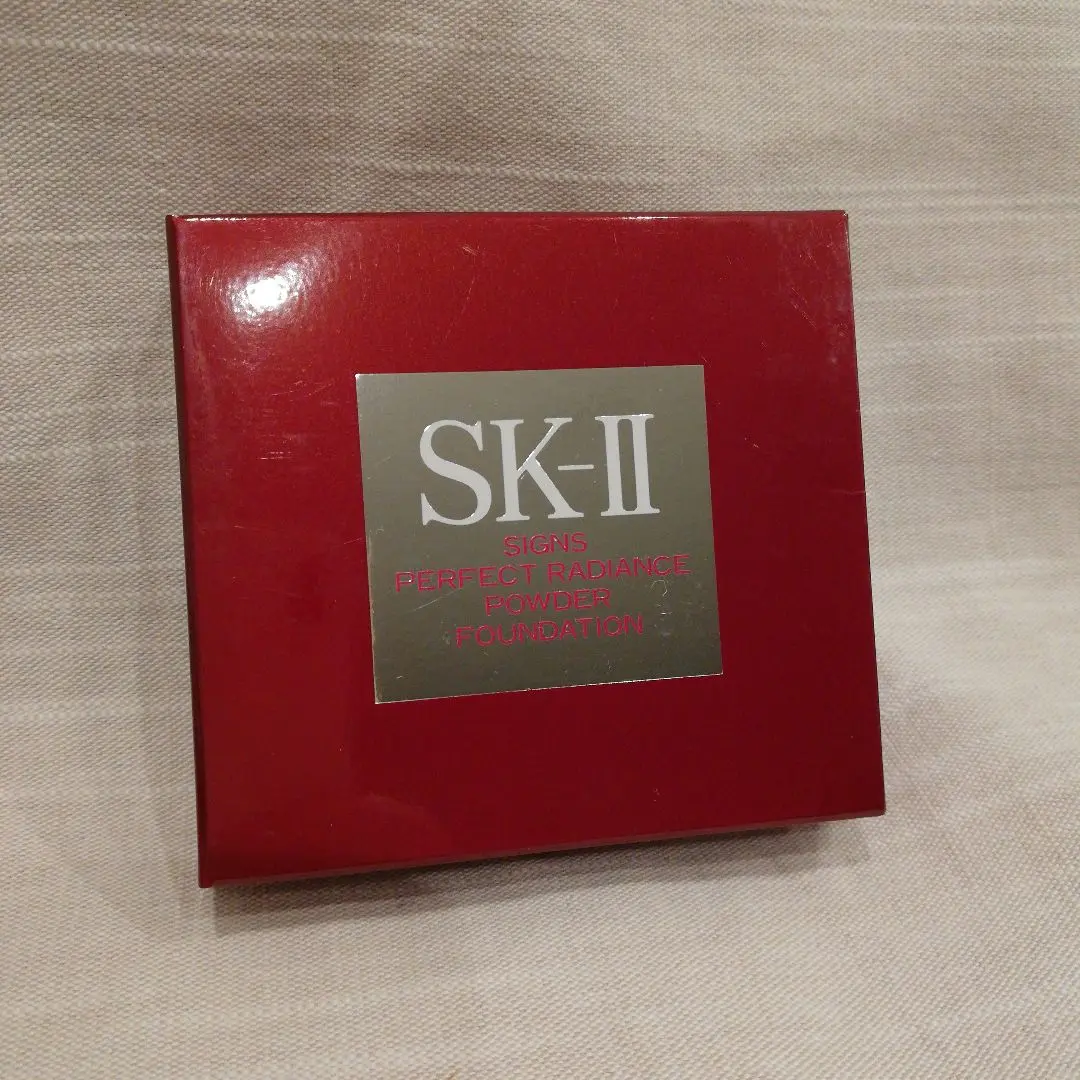 SK-II
SIGNS
PERFECT RADIANCE
POWDER
FOUNDATION